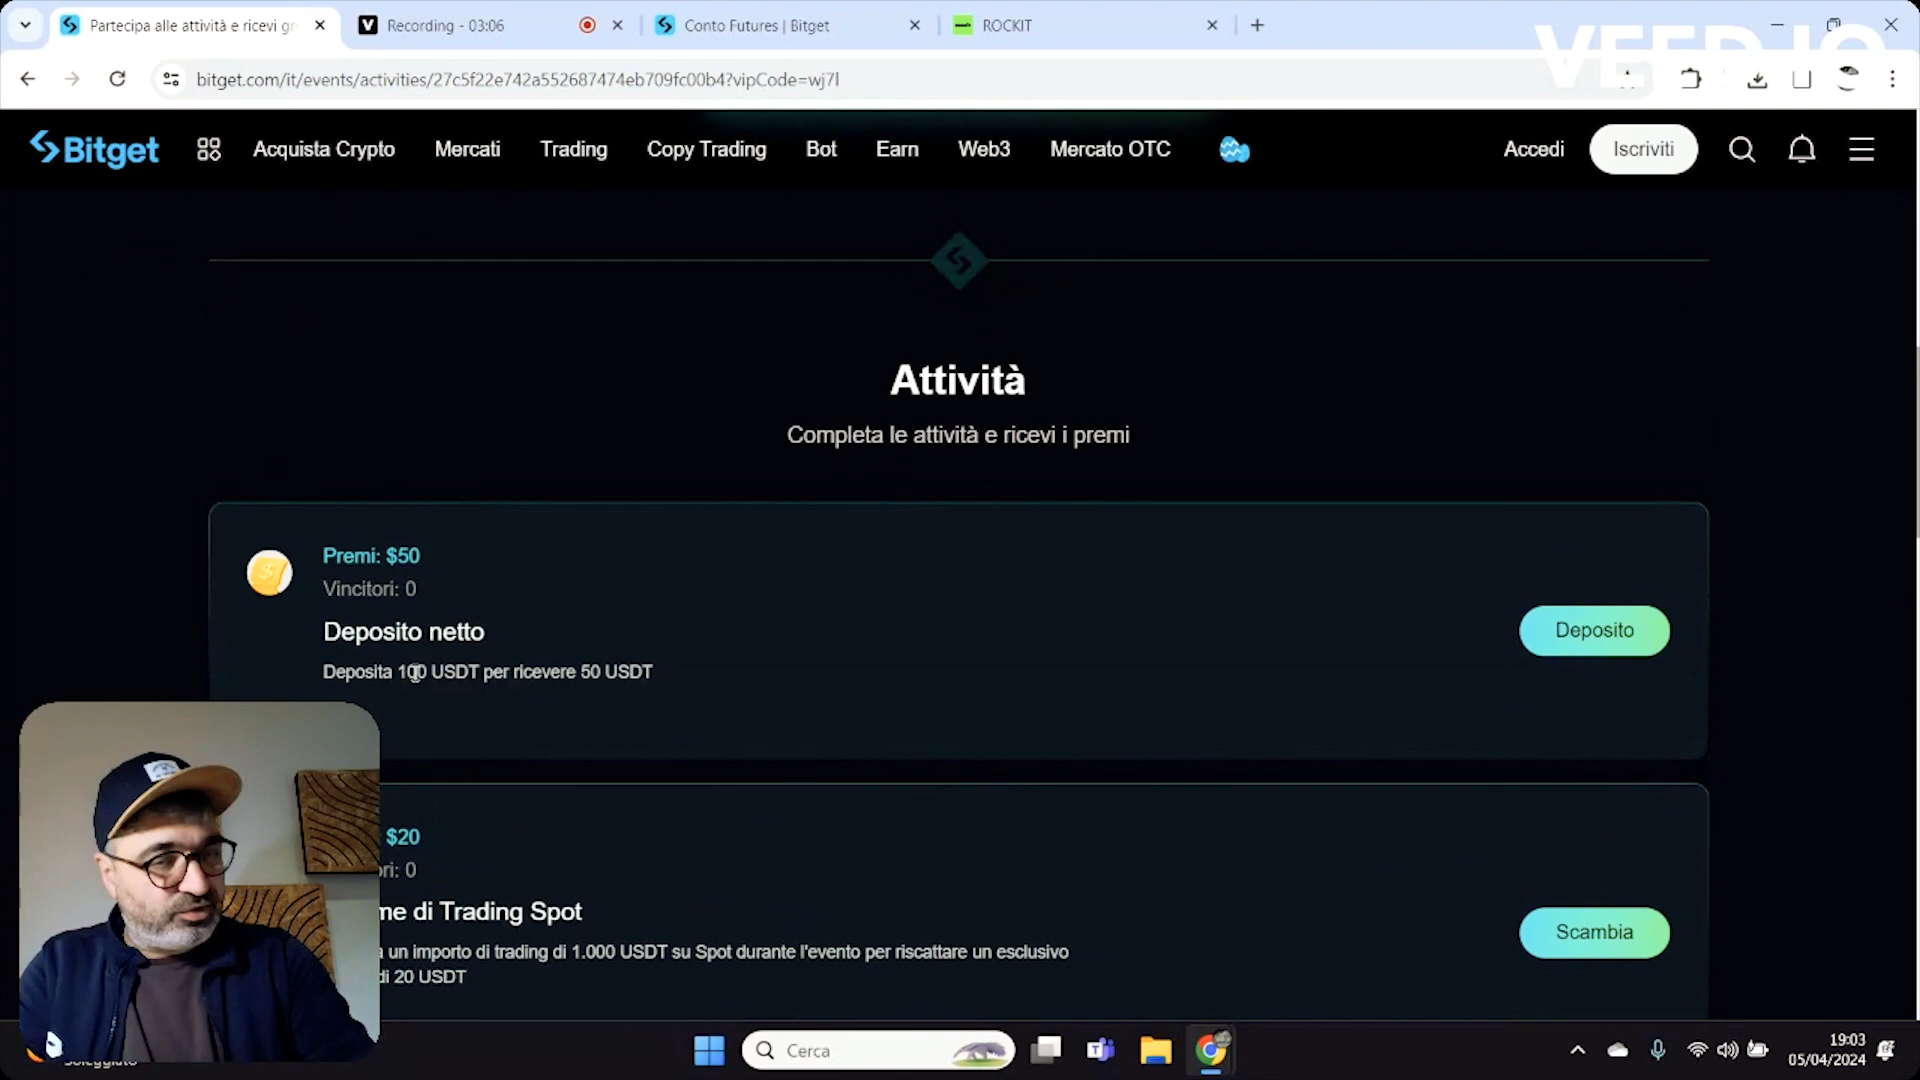 Partecipa alle attività e ricevi gr
Recording - 03:06
Conto Futures | Bitget
ROCKIT
VEED.IO
bitget.com/it/events/activities/27c5f22e742a552687474eb709fc00b4?vipCode=wj7l
Bitget
Acquista Crypto
Mercati
Trading
Copy Trading
Bot
Earn
Web3
Mercato OTC
Accedi
Iscriviti
Attività
Completa le attività e ricevi i premi
Premi: $50
Vincitori: 0
Deposito netto
Deposita 100 USDT per ricevere 50 USDT
Deposito
$20
ori: 0
me di Trading Spot
a un importo di trading di 1.000 USDT su Spot durante l'evento per riscattare un esclusivo
di 20 USDT
Scambia
Cerca
19:03
05/04/2024